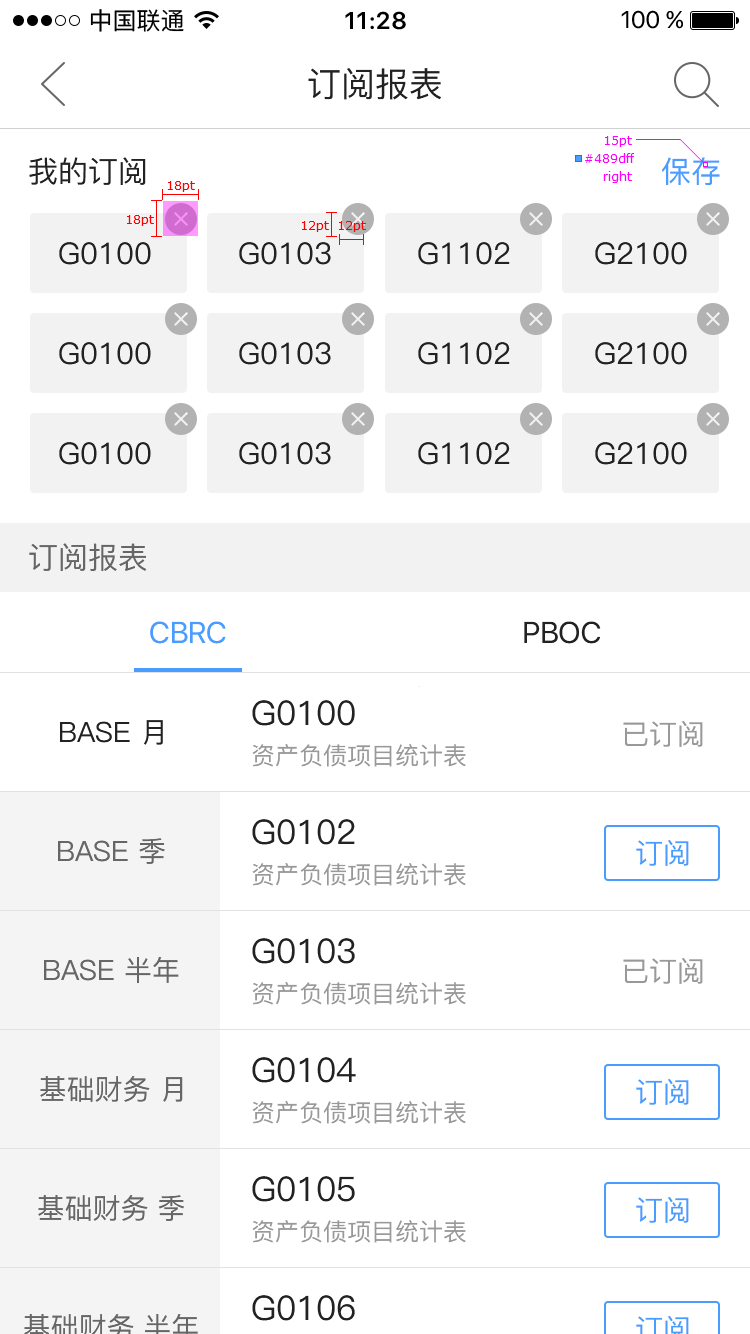 中国联通 11:28 100 %
订阅报表
15pt
#489dff
right
我的订阅 保存
18pt
18pt 12pt 12pt
G0100 G0103 G1102 G2100
G0100 G0103 G1102 G2100
G0100 G0103 G1102 G2100
订阅报表
CBRC PBOC
BASE 月 G0100 已订阅
资产负债项目统计表
BASE 季 G0102 订阅
资产负债项目统计表
BASE 半年 G0103 已订阅
资产负债项目统计表
基础财务 月 G0104 订阅
资产负债项目统计表
基础财务 季 G0105 订阅
资产负债项目统计表
基础财务 半年 G0106 订阅